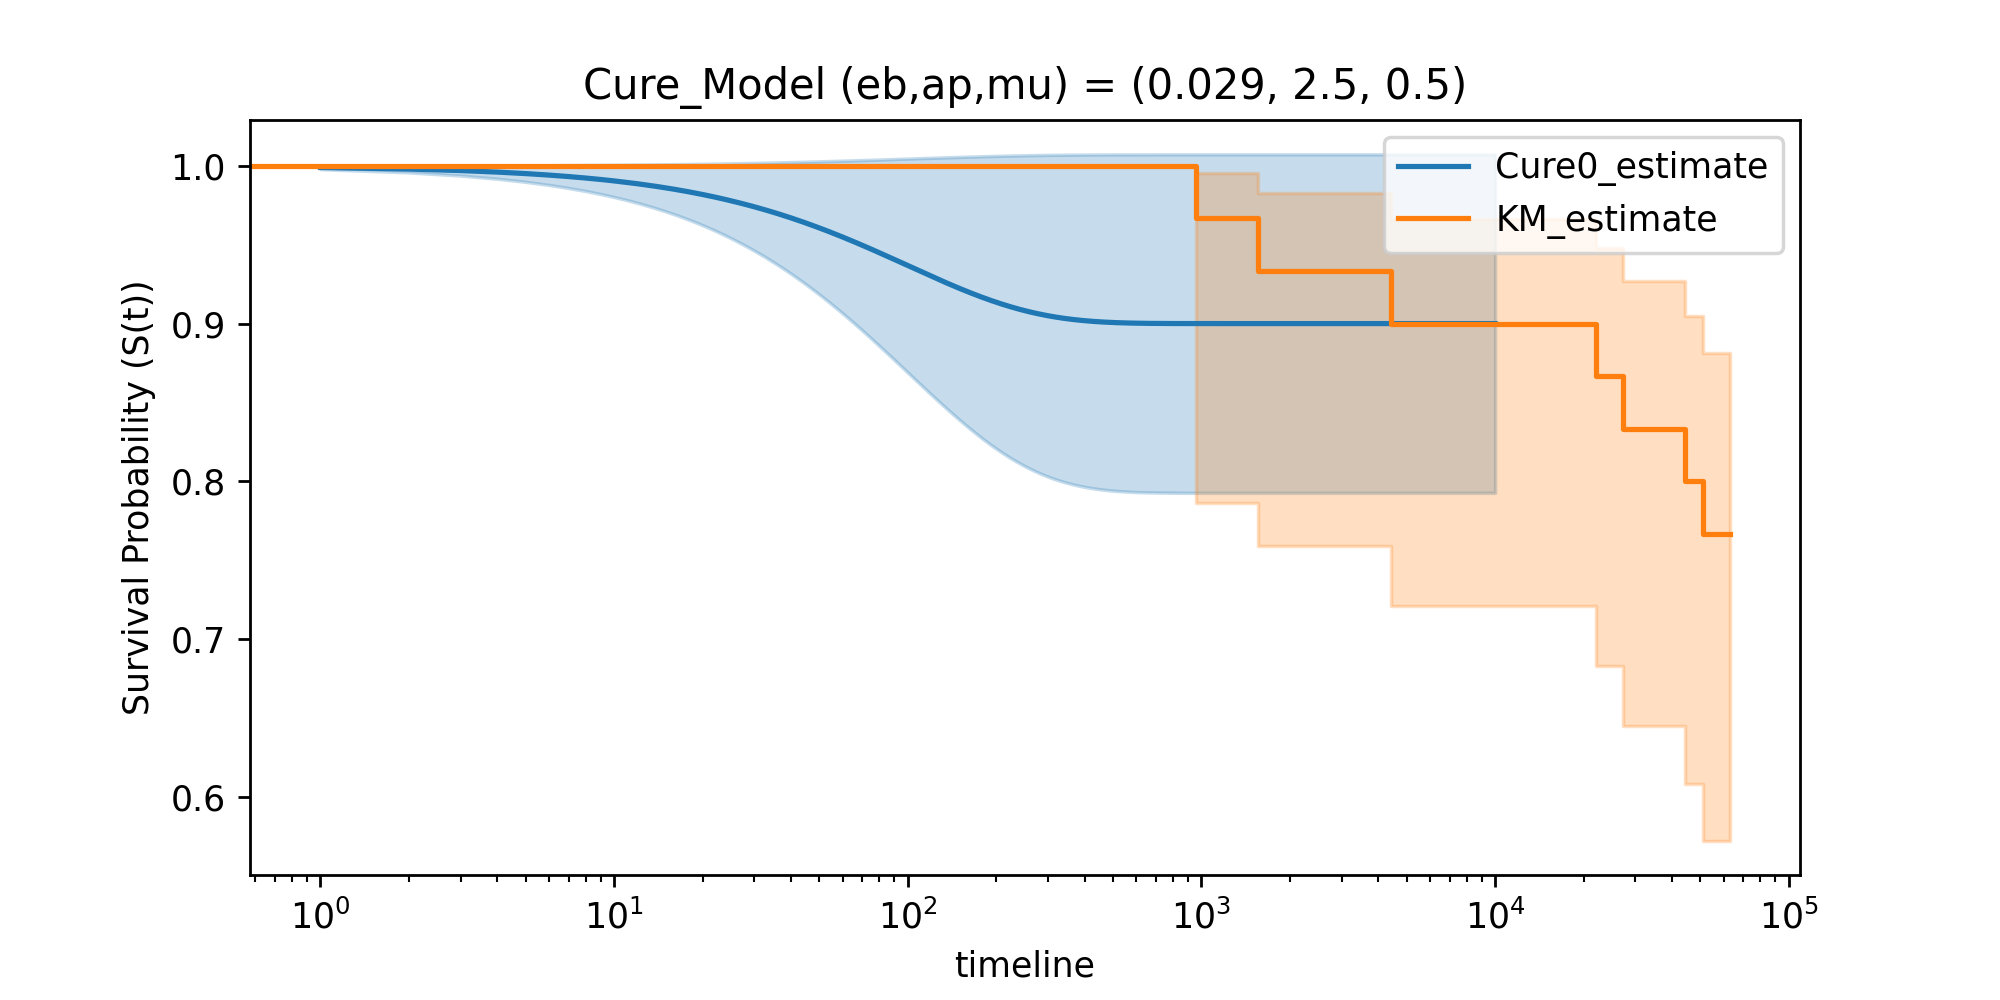 Cure_Model (eb,ap,mu) = (0.029, 2.5, 0.5)
Cure0_estimate
KM_estimate
Survival Probability (S(t))
1.0
0.9
0.8
0.7
0.6
10⁰ 10¹ 10² 10³ 10⁴ 10⁵
timeline